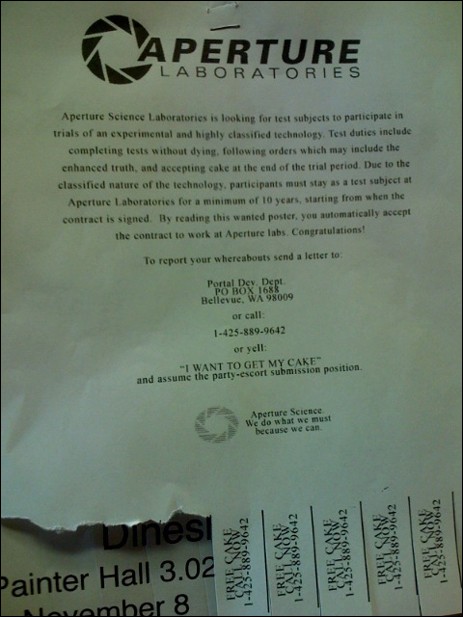 APERTURE
LABORATORIES
Aperture Science Laboratories is looking for test subjects to participate in
trials of an experimental and highly classified technology. Test duties include
completing tests without dying, following orders which may include the
enhanced truth, and accepting cake at the end of the trial period. Due to the
classified nature of the technology, participants must stay as a test subject at
Aperture Laboratories for a minimum of 10 years, starting from when the
contract is signed. By reading this wanted poster, you automatically accept
the contract to work at Aperture labs. Congratulations!
To report your whereabouts send a letter to:
Portal Dev. Dept.
PO BOX 1688
Bellevue, WA 98009
or call:
1-425-889-9642
or yell:
“I WANT TO GET MY CAKE”
and assume the party-escort submission position.
Aperture Science.
We do what we must
because we can.
Painter Hall 3.02
November 8
FREE CAKE
CALL NOW
1-425-889-9642
FREE CAKE
CALL NOW
1-425-889-9642
FREE CAKE
CALL NOW
1-425-889-9642
FREE CAKE
CALL NOW
1-425-889-9642
FREE CAKE
CALL NOW
1-425-889-9642